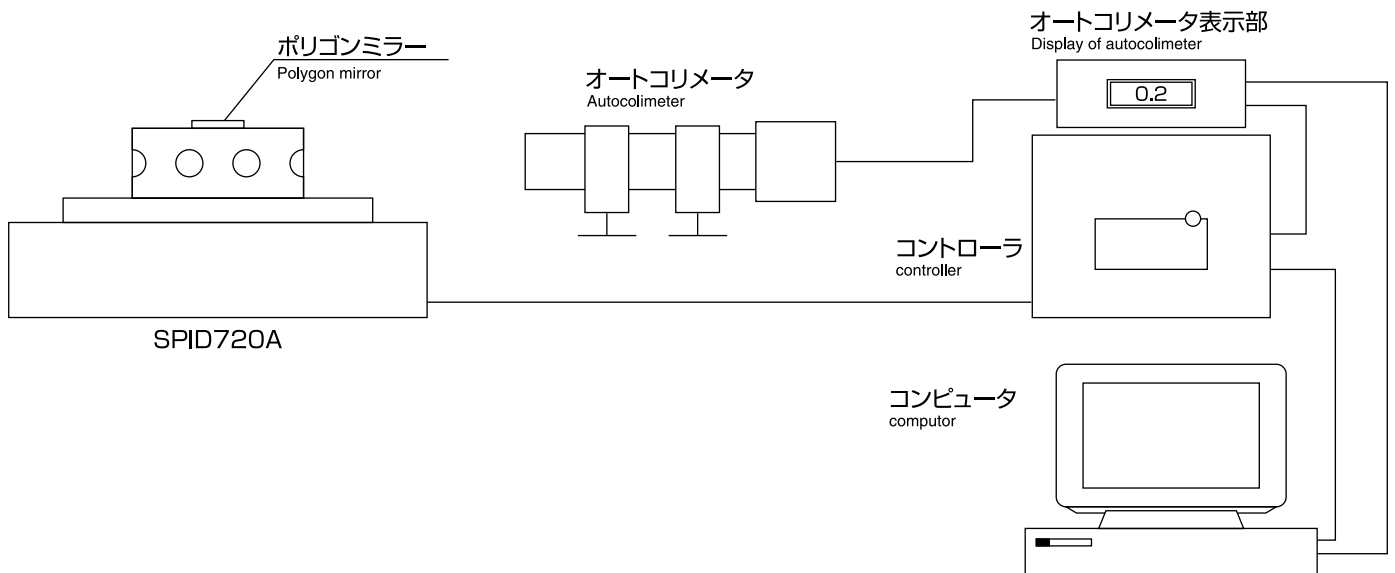 ポリゴンミラー
Polygon mirror
オートコリメータ
Autocolimeter
オートコリメータ表示部
Display of autocolimeter
0.2
コントローラ
controller
SPID720A
コンピュータ
computor